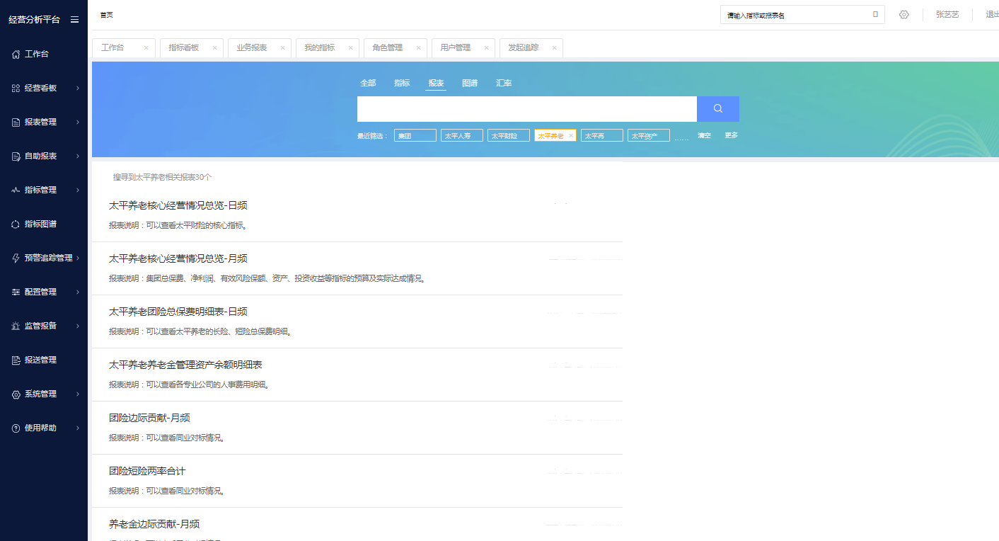 经营分析平台
首页
请输入指标或报表名
张艺艺
退出
工作台
经营看板
报表管理
自助报表
指标管理
指标图谱
预警追踪管理
配置管理
监管报备
报送管理
系统管理
使用帮助
工作台 × 指标看板 × 业务报表 × 我的指标 × 角色管理 × 用户管理 × 发起追踪 ×
全部 指标 报表 图谱 汇率
最近筛选： 集团 太平人寿 太平财险 太平养老 × 太平再 太平资产 …… 清空 更多
搜寻到太平养老相关报表30个
太平养老核心经营情况总览-日频
报表说明：可以查看太平财险的核心指标。
太平养老核心经营情况总览-月频
报表说明：集团总保费、净利润、有效风险保额、资产、投资收益等指标的预算及实际达成情况。
太平养老团险总保费明细表-日频
报表说明：可以查看太平养老的长险、短险总保费明细。
太平养老养老金管理资产余额明细表
报表说明：可以查看各专业公司的人事费用明细。
团险边际贡献-月频
报表说明：可以查看同业对标情况。
团险短险两率合计
报表说明：可以查看同业对标情况。
养老金边际贡献-月频